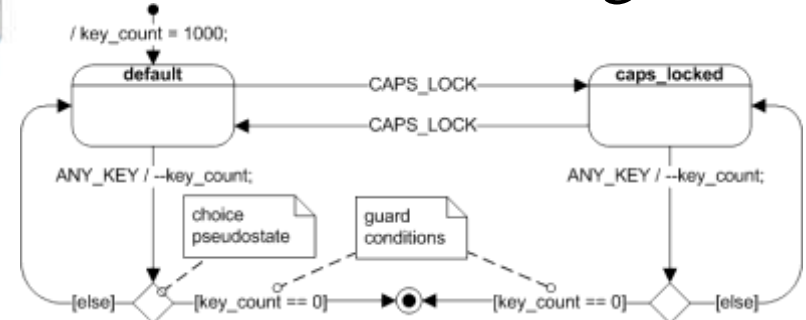 / key_count = 1000;
default
caps_locked
CAPS_LOCK
CAPS_LOCK
ANY_KEY / --key_count;
ANY_KEY / --key_count;
choice
pseudostate
guard
conditions
[else]
[key_count == 0]
[key_count == 0]
[else]